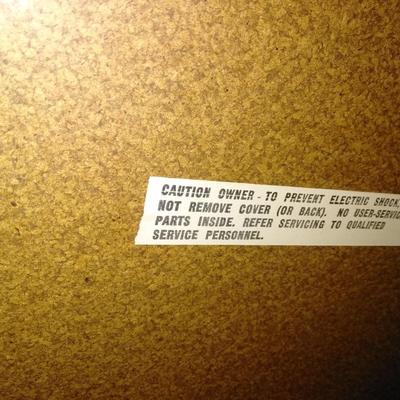 CAUTION OWNER - TO PREVENT ELECTRIC SHOCK,
NOT REMOVE COVER (OR BACK). NO USER-SERVIC
PARTS INSIDE. REFER SERVICING TO QUALIFIED
SERVICE PERSONNEL.